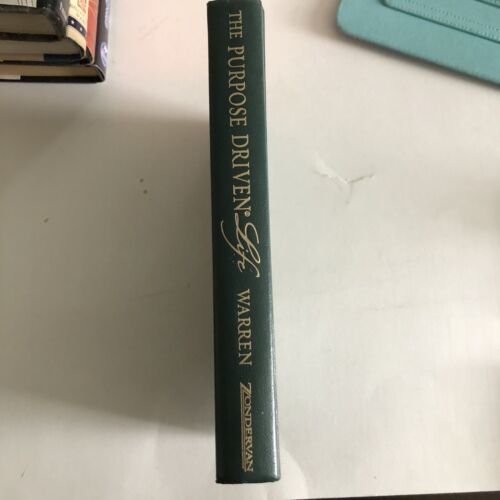 THE PURPOSE DRIVEN® Life WARREN ZONDERVAN